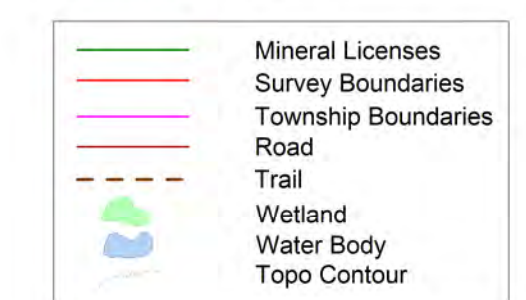 Mineral Licenses
Survey Boundaries
Township Boundaries
Road
Trail
Wetland
Water Body
Topo Contour